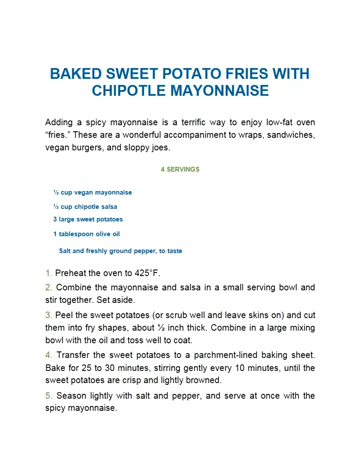 BAKED SWEET POTATO FRIES WITH
CHIPOTLE MAYONNAISE
Adding a spicy mayonnaise is a terrific way to enjoy low-fat oven
“fries.” These are a wonderful accompaniment to wraps, sandwiches,
vegan burgers, and sloppy joes.
4 SERVINGS
½ cup vegan mayonnaise
½ cup chipotle salsa
3 large sweet potatoes
1 tablespoon olive oil
Salt and freshly ground pepper, to taste
1. Preheat the oven to 425°F.
2. Combine the mayonnaise and salsa in a small serving bowl and
stir together. Set aside.
3. Peel the sweet potatoes (or scrub well and leave skins on) and cut
them into fry shapes, about ½ inch thick. Combine in a large mixing
bowl with the oil and toss well to coat.
4. Transfer the sweet potatoes to a parchment-lined baking sheet.
Bake for 25 to 30 minutes, stirring gently every 10 minutes, until the
sweet potatoes are crisp and lightly browned.
5. Season lightly with salt and pepper, and serve at once with the
spicy mayonnaise.